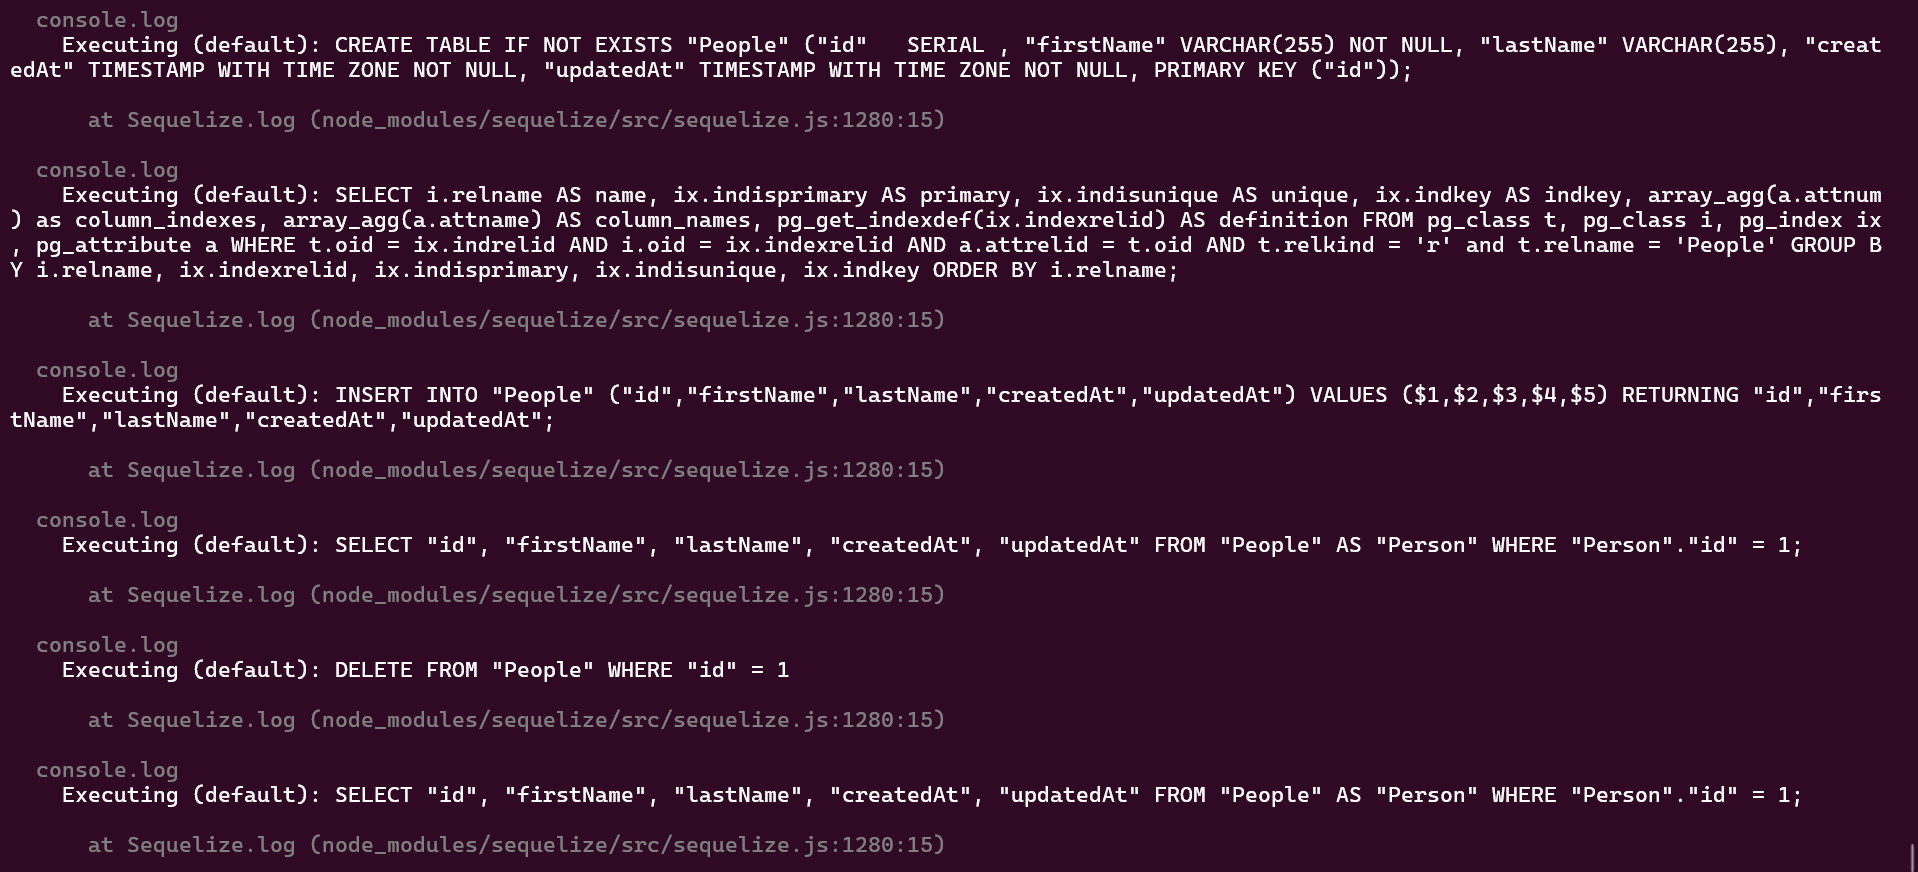 console.log
Executing (default): CREATE TABLE IF NOT EXISTS "People" ("id"   SERIAL , "firstName" VARCHAR(255) NOT NULL, "lastName" VARCHAR(255), "creat
edAt" TIMESTAMP WITH TIME ZONE NOT NULL, "updatedAt" TIMESTAMP WITH TIME ZONE NOT NULL, PRIMARY KEY ("id"));
at Sequelize.log (node_modules/sequelize/src/sequelize.js:1280:15)
console.log
Executing (default): SELECT i.relname AS name, ix.indisprimary AS primary, ix.indisunique AS unique, ix.indkey AS indkey, array_agg(a.attnum
) as column_indexes, array_agg(a.attname) AS column_names, pg_get_indexdef(ix.indexrelid) AS definition FROM pg_class t, pg_class i, pg_index ix
, pg_attribute a WHERE t.oid = ix.indrelid AND i.oid = ix.indexrelid AND a.attrelid = t.oid AND t.relkind = 'r' and t.relname = 'People' GROUP B
Y i.relname, ix.indexrelid, ix.indisprimary, ix.indisunique, ix.indkey ORDER BY i.relname;
at Sequelize.log (node_modules/sequelize/src/sequelize.js:1280:15)
console.log
Executing (default): INSERT INTO "People" ("id","firstName","lastName","createdAt","updatedAt") VALUES ($1,$2,$3,$4,$5) RETURNING "id","firs
tName","lastName","createdAt","updatedAt";
at Sequelize.log (node_modules/sequelize/src/sequelize.js:1280:15)
console.log
Executing (default): SELECT "id", "firstName", "lastName", "createdAt", "updatedAt" FROM "People" AS "Person" WHERE "Person"."id" = 1;
at Sequelize.log (node_modules/sequelize/src/sequelize.js:1280:15)
console.log
Executing (default): DELETE FROM "People" WHERE "id" = 1
at Sequelize.log (node_modules/sequelize/src/sequelize.js:1280:15)
console.log
Executing (default): SELECT "id", "firstName", "lastName", "createdAt", "updatedAt" FROM "People" AS "Person" WHERE "Person"."id" = 1;
at Sequelize.log (node_modules/sequelize/src/sequelize.js:1280:15)